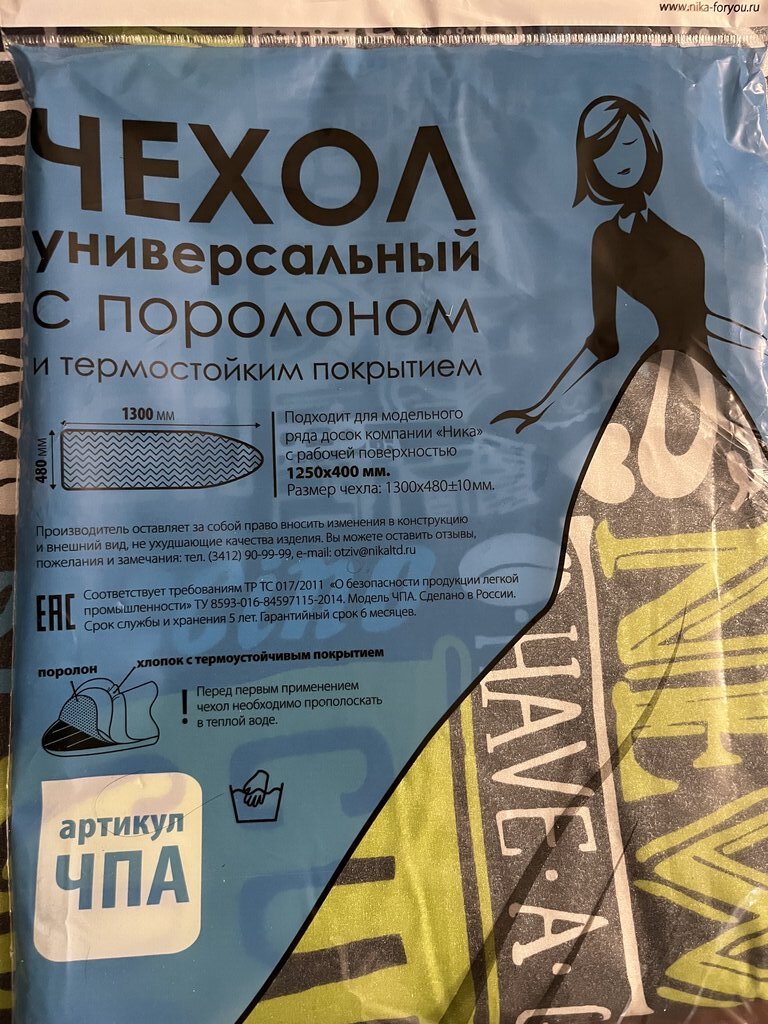 www.nika-foryou.ru
ЧЕХОЛ
универсальный
с поролоном
и термостойким покрытием
1300 мм
480 мм
Подходит для модельного
ряда досок компании «Ника»
с рабочей поверхностью
1250х400 мм.
Размер чехла: 1300х480±10мм.
Производитель оставляет за собой право вносить изменения в конструкцию
и внешний вид, не ухудшающие качества изделия. Вы можете оставить отзывы,
пожелания и замечания: тел. (3412) 90-99-99, e-mail: otziv@nikaltd.ru
ЕАС
Соответствует требованиям ТР ТС 017/2011 «О безопасности продукции легкой
промышленности» ТУ 8593-016-84597115-2014. Модель ЧПА. Сделано в России.
Срок службы и хранения 5 лет. Гарантийный срок 6 месяцев.
поролон
хлопок с термоустойчивым покрытием
! Перед первым применением
чехол необходимо прополоскать
в теплой воде.
артикул
ЧПА
HAVE·A·
NEW